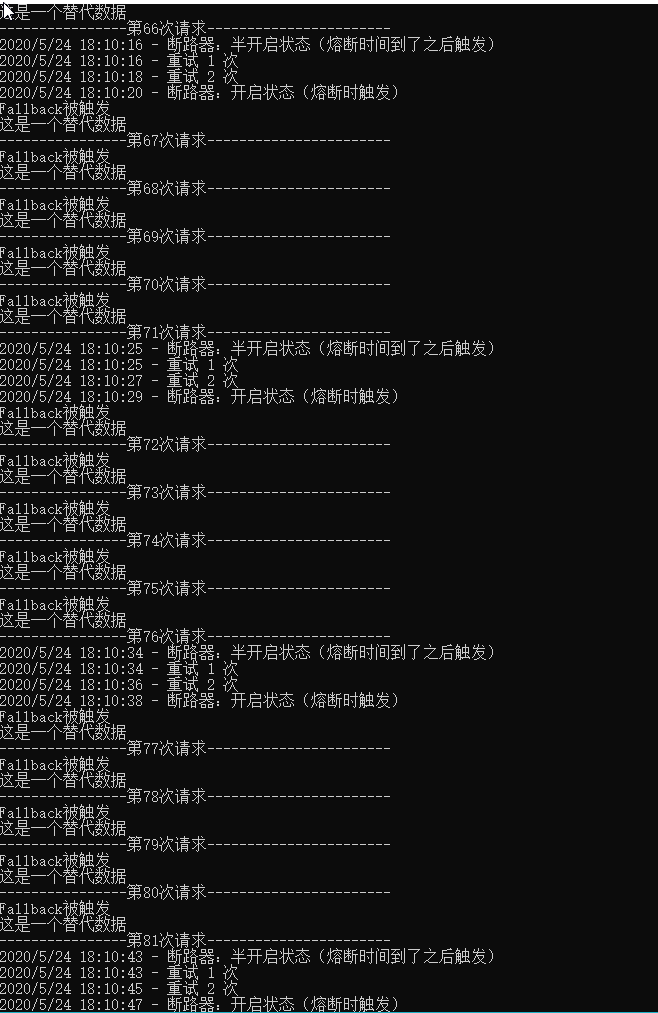 这是一个替代数据
----------------第66次请求-----------------------
2020/5/24 18:10:16 - 断路器：半开启状态（熔断时间到了之后触发）
2020/5/24 18:10:16 - 重试 1 次
2020/5/24 18:10:18 - 重试 2 次
2020/5/24 18:10:20 - 断路器：开启状态（熔断时触发）
Fallback被触发
这是一个替代数据
----------------第67次请求-----------------------
Fallback被触发
这是一个替代数据
----------------第68次请求-----------------------
Fallback被触发
这是一个替代数据
----------------第69次请求-----------------------
Fallback被触发
这是一个替代数据
----------------第70次请求-----------------------
Fallback被触发
这是一个替代数据
----------------第71次请求-----------------------
2020/5/24 18:10:25 - 断路器：半开启状态（熔断时间到了之后触发）
2020/5/24 18:10:25 - 重试 1 次
2020/5/24 18:10:27 - 重试 2 次
2020/5/24 18:10:29 - 断路器：开启状态（熔断时触发）
Fallback被触发
这是一个替代数据
----------------第72次请求-----------------------
Fallback被触发
这是一个替代数据
----------------第73次请求-----------------------
Fallback被触发
这是一个替代数据
----------------第74次请求-----------------------
Fallback被触发
这是一个替代数据
----------------第75次请求-----------------------
Fallback被触发
这是一个替代数据
----------------第76次请求-----------------------
2020/5/24 18:10:34 - 断路器：半开启状态（熔断时间到了之后触发）
2020/5/24 18:10:34 - 重试 1 次
2020/5/24 18:10:36 - 重试 2 次
2020/5/24 18:10:38 - 断路器：开启状态（熔断时触发）
Fallback被触发
这是一个替代数据
----------------第77次请求-----------------------
Fallback被触发
这是一个替代数据
----------------第78次请求-----------------------
Fallback被触发
这是一个替代数据
----------------第79次请求-----------------------
Fallback被触发
这是一个替代数据
----------------第80次请求-----------------------
Fallback被触发
这是一个替代数据
----------------第81次请求-----------------------
2020/5/24 18:10:43 - 断路器：半开启状态（熔断时间到了之后触发）
2020/5/24 18:10:43 - 重试 1 次
2020/5/24 18:10:45 - 重试 2 次
2020/5/24 18:10:47 - 断路器：开启状态（熔断时触发）